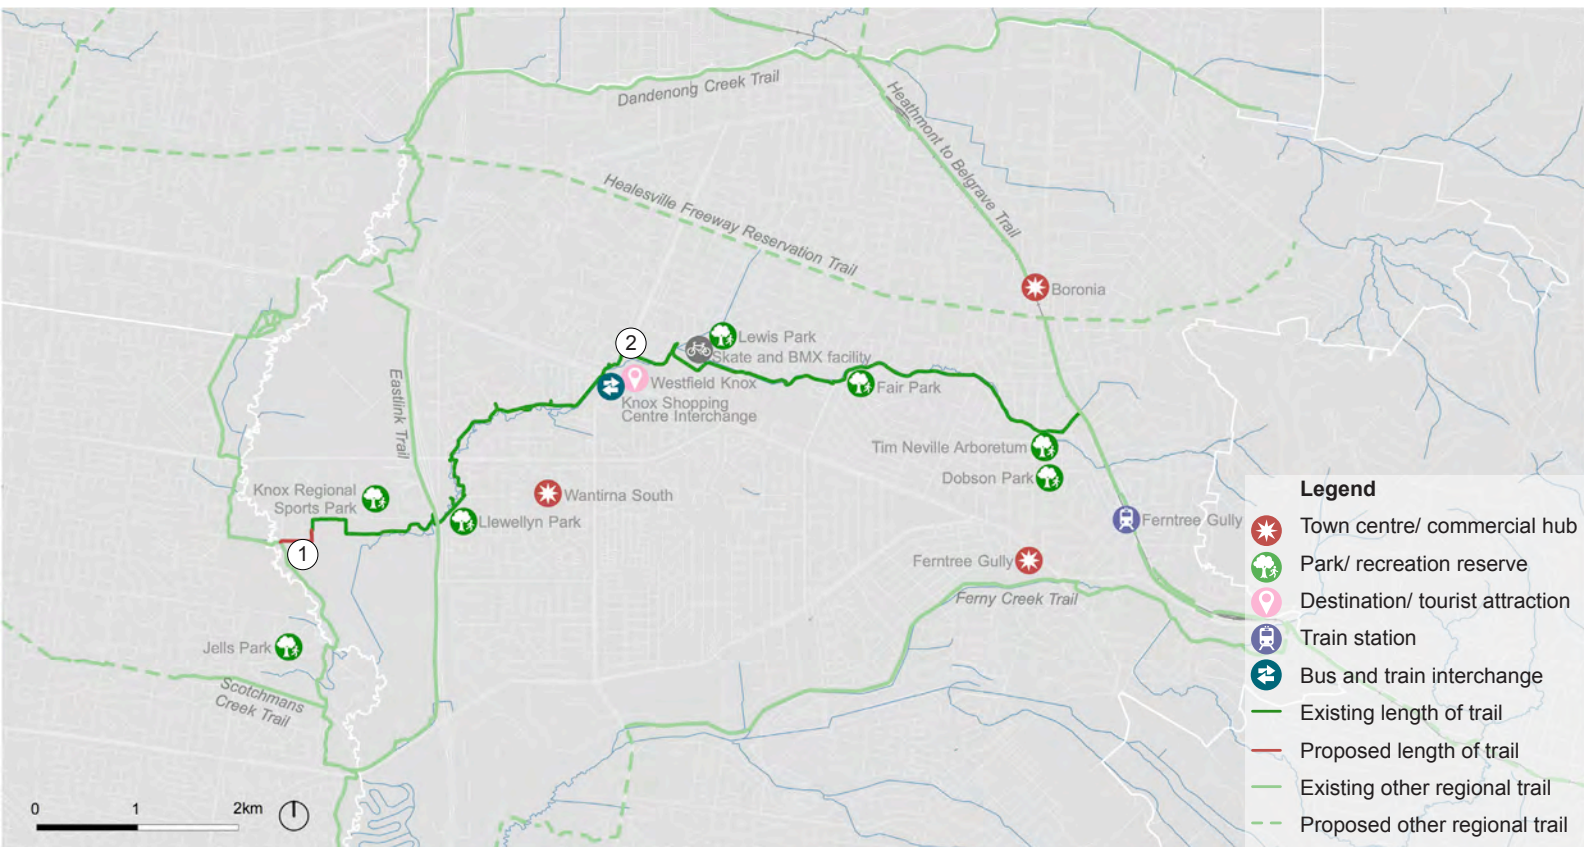 Dandenong Creek Trail
Heathmont to Belgrave Trail
Healesville Freeway Reservation Trail
Boronia
2
Lewis Park
Skate and BMX facility
Westfield Knox
Knox Shopping
Centre Interchange
Fair Park
Eastlink Trail
Tim Neville Arboretum
Dobson Park
Knox Regional
Sports Park
Wantirna South
Llewellyn Park
Ferntree Gully
1
Ferntree Gully
Ferny Creek Trail
Jells Park
Scotchmans
Creek Trail
0 1 2km
Legend
Town centre/ commercial hub
Park/ recreation reserve
Destination/ tourist attraction
Train station
Bus and train interchange
Existing length of trail
Proposed length of trail
Existing other regional trail
Proposed other regional trail